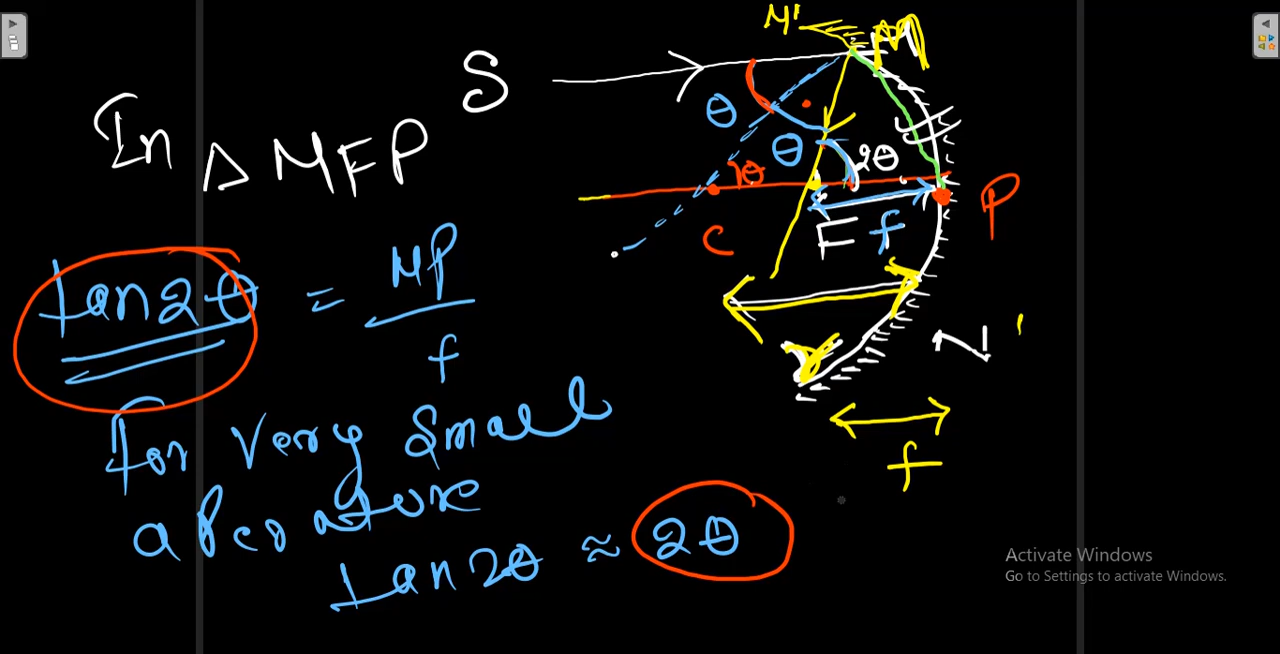 In △ MFP
tan2θ = MP
f
for very small
aperature
tan2θ ≈ 2θ
S
M'
M
θ
θ
2θ
θ
C
F
f
P
r
N'
f
Activate Windows
Go to Settings to activate Windows.